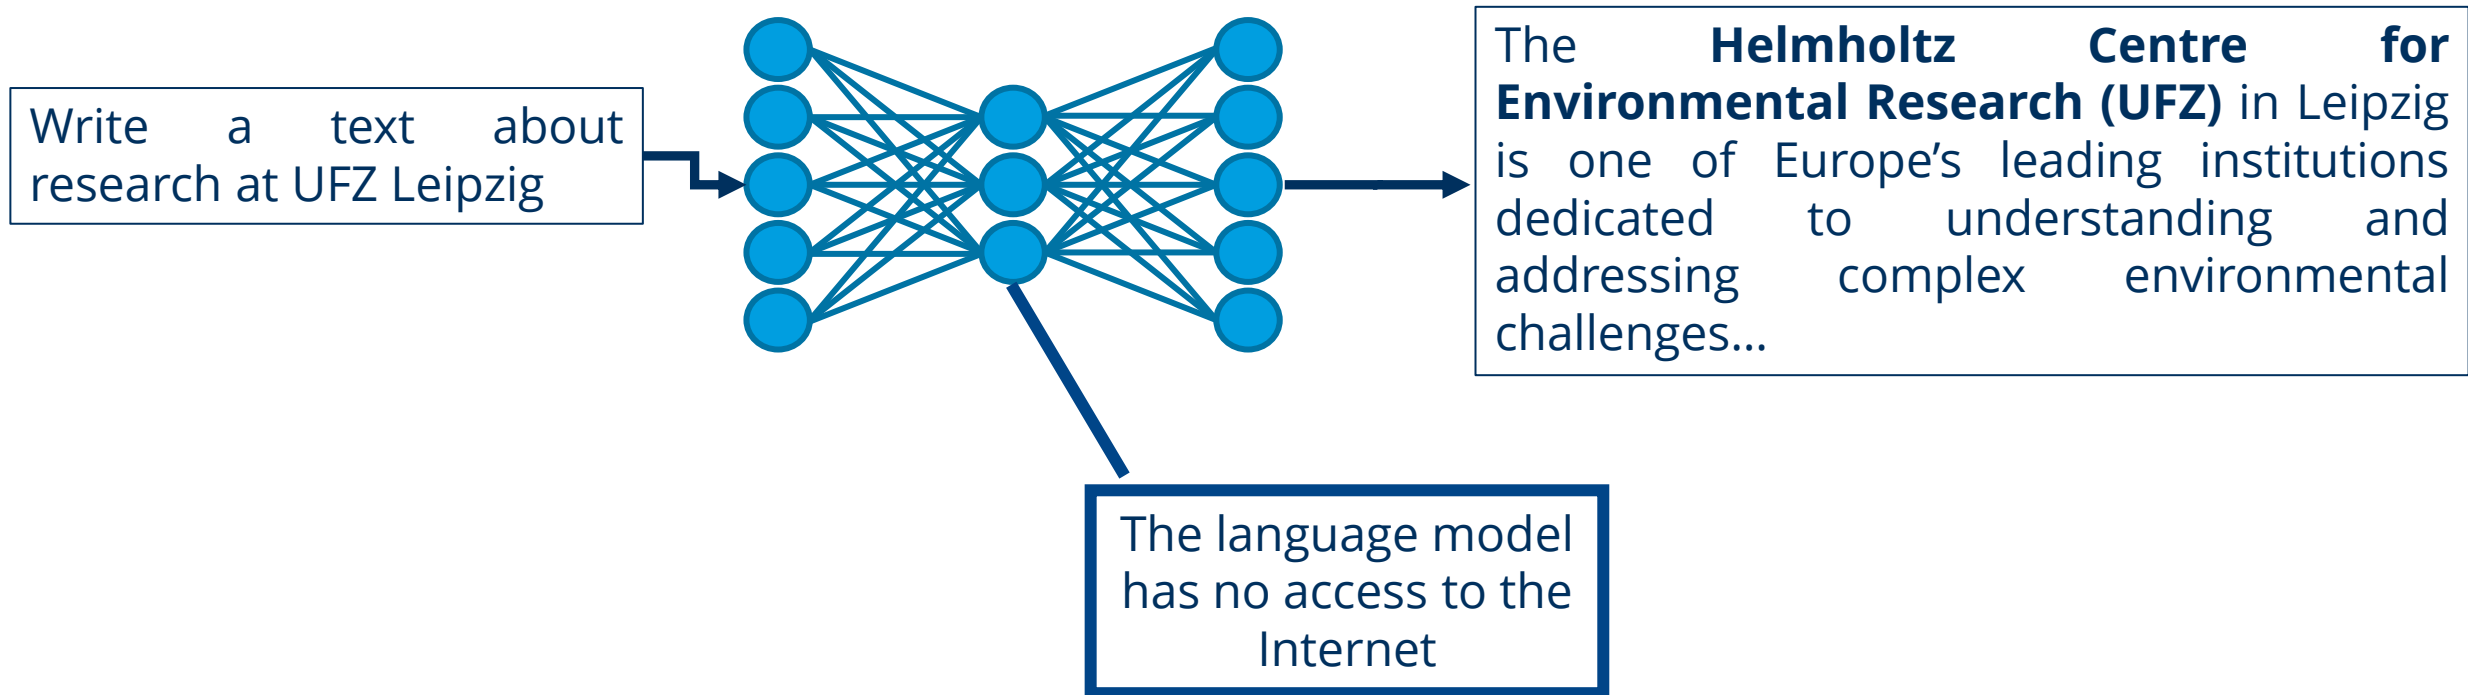 Write a text about
research at UFZ Leipzig
The Helmholtz Centre for
Environmental Research (UFZ) in Leipzig
is one of Europe’s leading institutions
dedicated to understanding and
addressing complex environmental
challenges…
The language model
has no access to the
Internet